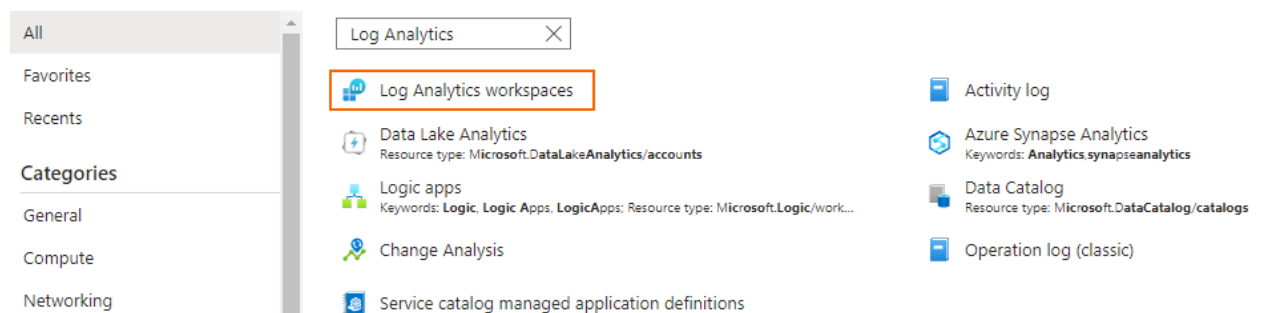 All
Favorites
Recents
Categories
General
Compute
Networking
Log Analytics
Log Analytics workspaces
Activity log
Data Lake Analytics
Resource type: Microsoft.DataLakeAnalytics/accounts
Azure Synapse Analytics
Keywords: Analytics,synapseanalytics
Logic apps
Keywords: Logic, Logic Apps, LogicApps; Resource type: Microsoft.Logic/work...
Data Catalog
Resource type: Microsoft.DataCatalog/catalogs
Change Analysis
Operation log (classic)
Service catalog managed application definitions